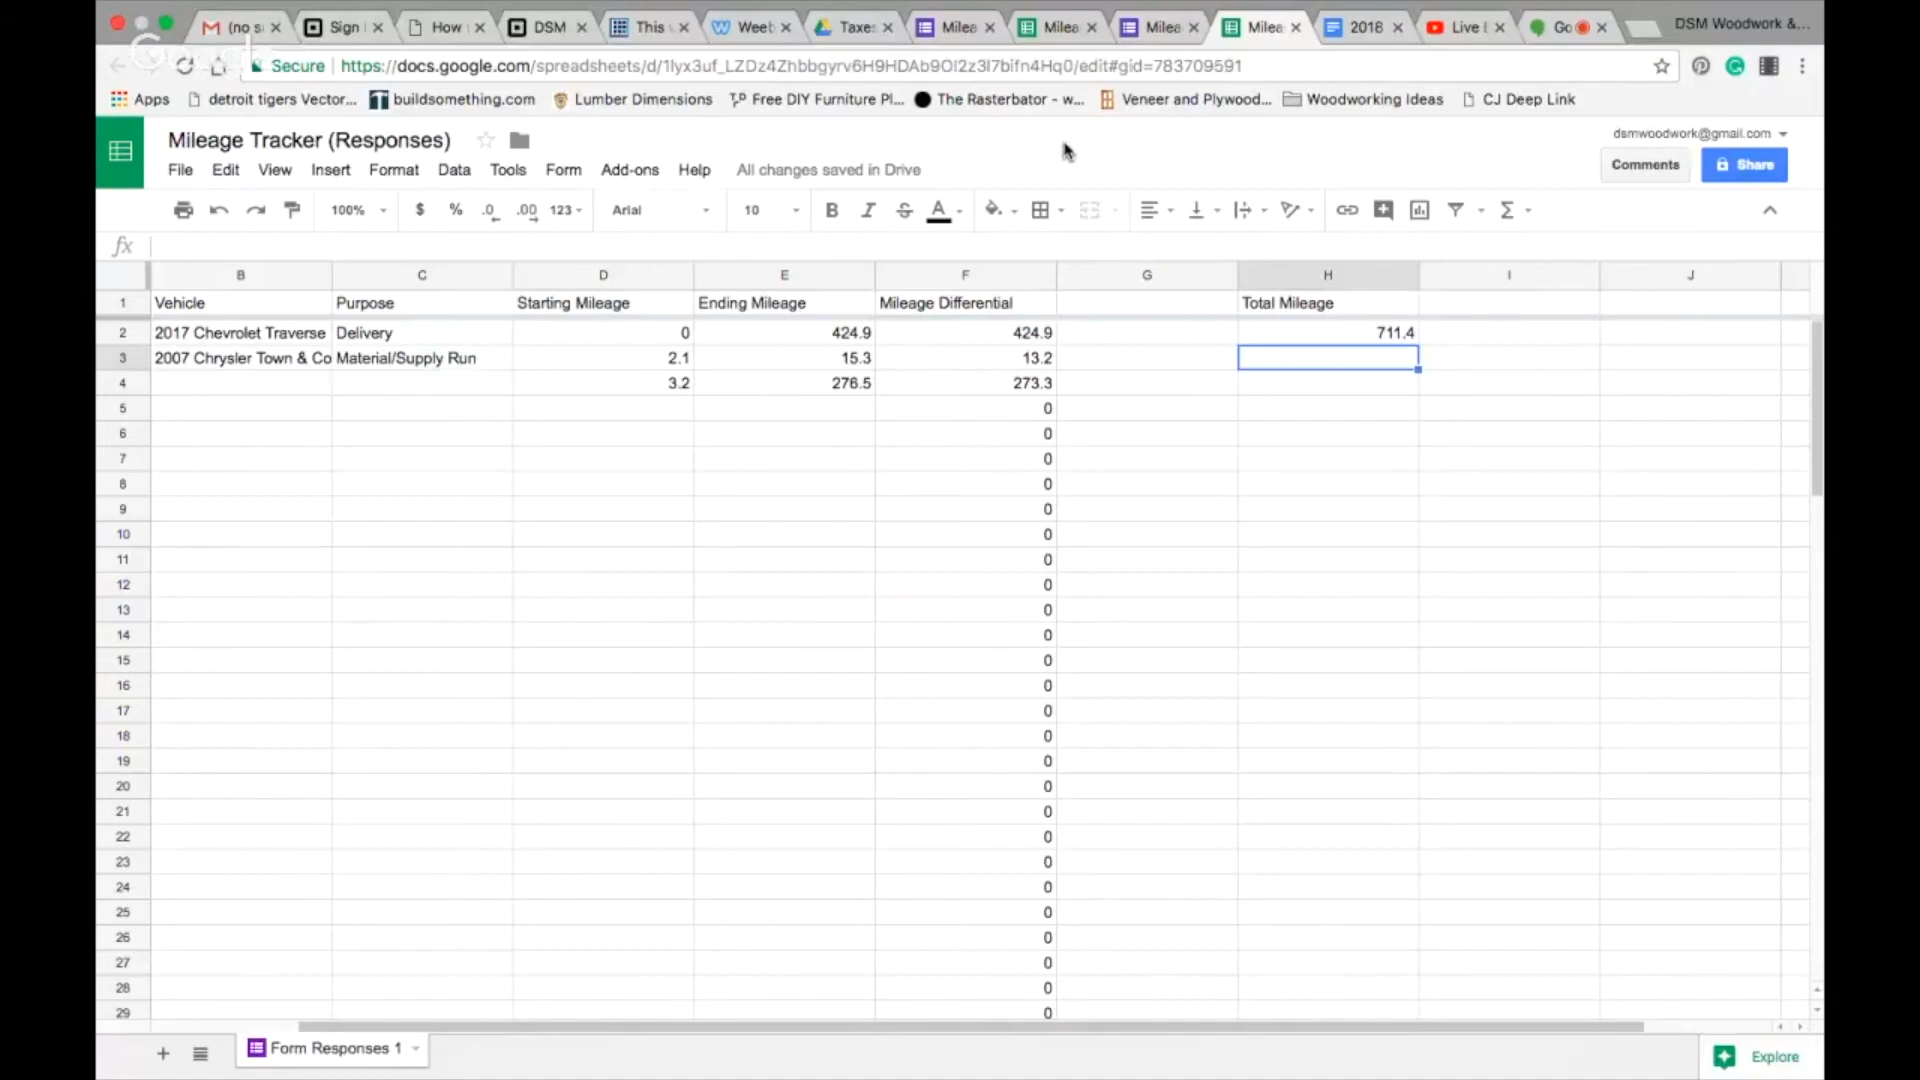 (no s
Sign
How
DSM
This
Weeb
Taxes
Milea
Milea
Milea
Milea
2018
Live
Go
DSM Woodwork &...
Google
Secure https://docs.google.com/spreadsheets/d/1lyx3uf_LZDz4Zhbbgyrv6H9HDAb9Ol2z3l7bifn4Hq0/edit#gid=783709591
Apps detroit tigers Vector... buildsomething.com Lumber Dimensions Free DIY Furniture Pl... The Rasterbator - w... Veneer and Plywood... Woodworking Ideas CJ Deep Link
Mileage Tracker (Responses)
dsmwoodwork@gmail.com
File Edit View Insert Format Data Tools Form Add-ons Help All changes saved in Drive
Comments Share
100% $ % .0 .00 123 Arial 10 B I S A Σ
fx
B C D E F G H I J
1 Vehicle Purpose Starting Mileage Ending Mileage Mileage Differential Total Mileage
2 2017 Chevrolet Traverse Delivery 0 424.9 424.9 711.4
3 2007 Chrysler Town & Co Material/Supply Run 2.1 15.3 13.2
4 3.2 276.5 273.3
5 0
6 0
7 0
8 0
9 0
10 0
11 0
12 0
13 0
14 0
15 0
16 0
17 0
18 0
19 0
20 0
21 0
22 0
23 0
24 0
25 0
26 0
27 0
28 0
29 0
Form Responses 1
Explore